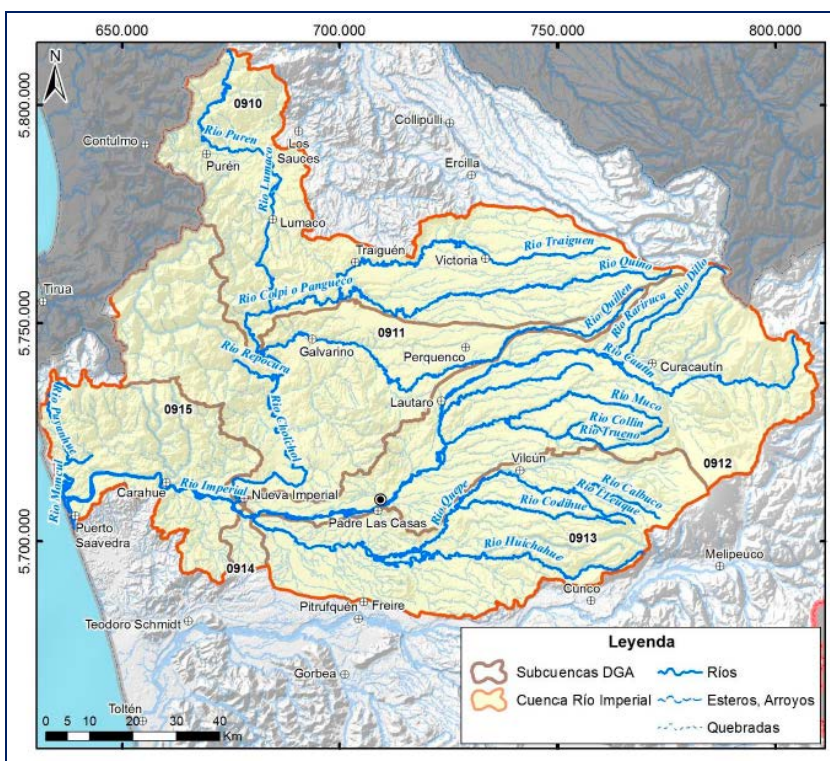 650.000
700.000
750.000
800.000
5.800.000
5.750.000
5.700.000
N
0910
Collipulli
Contulmo
Río Puren
Los
Sauces
Purén
Ercilla
Río Lumaco
Lumaco
Traiguén
Victoria
Río Traiguen
Río Quino
Río Dillo
Tirua
Río Colpi o Pangueco
Río Quillen
Río Rariruca
0911
Galvarino
Perquenco
Río Cautín
Curacautín
Río Repocura
Río Puyanhue
0915
Río Cholchol
Lautaro
Río Muco
Río Collin
Río Trueno
Vilcún
0912
Carahue
Río Imperial
Nueva Imperial
Río Quepe
Río Calbuco
Río Codihue
Río Moncul
Padre Las Casas
Puerto
Saavedra
0913
Río Huichahue
Melipeuco
0914
Cunco
Pitrufquén
Freire
Teodoro Schmidt
Gorbea
Toltén
0 5 10 20 30 40
Km
Leyenda
Subcuencas DGA
Ríos
Cuenca Río Imperial
Esteros, Arroyos
Quebradas